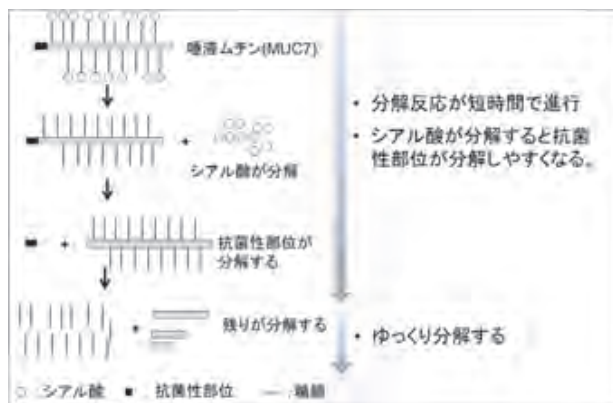 唾液ムチン(MUC7)
・ 分解反応が短時間で進行
・ シアル酸が分解すると抗菌
性部位が分解しやすくなる。
+
シアル酸が分解
+
抗菌性部位が
分解する
+
残りが分解する
・ ゆっくり分解する
○ シアル酸 ■ 抗菌性部位 — 糖鎖